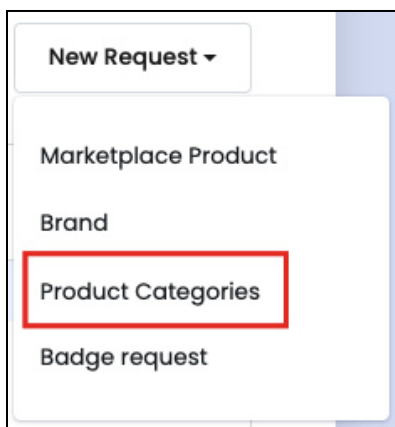 New Request
Marketplace Product
Brand
Product Categories
Badge request